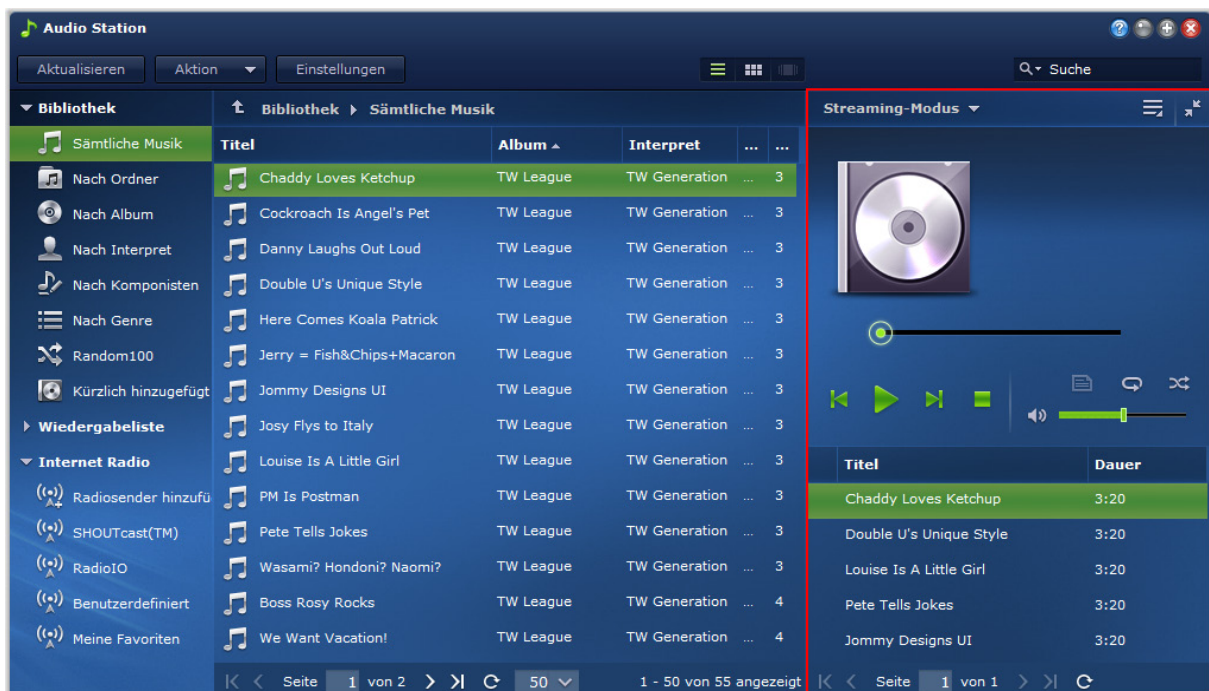 Audio Station
Aktualisieren Aktion Einstellungen Suche
Bibliothek
Sämtliche Musik
Nach Ordner
Nach Album
Nach Interpret
Nach Komponisten
Nach Genre
Random100
Kürzlich hinzugefügt
Wiedergabeliste
Internet Radio
Radiosender hinzufü
SHOUTcast(TM)
RadioIO
Benutzerdefiniert
Meine Favoriten
Bibliothek Sämtliche Musik
Titel Album Interpret ... ...
Chaddy Loves Ketchup TW League TW Generation ... 3
Cockroach Is Angel's Pet TW League TW Generation ... 3
Danny Laughs Out Loud TW League TW Generation ... 3
Double U's Unique Style TW League TW Generation ... 3
Here Comes Koala Patrick TW League TW Generation ... 3
Jerry = Fish&Chips+Macaron TW League TW Generation ... 3
Jommy Designs UI TW League TW Generation ... 3
Josy Flys to Italy TW League TW Generation ... 3
Louise Is A Little Girl TW League TW Generation ... 3
PM Is Postman TW League TW Generation ... 3
Pete Tells Jokes TW League TW Generation ... 3
Wasami? Hondoni? Naomi? TW League TW Generation ... 3
Boss Rosy Rocks TW League TW Generation ... 4
We Want Vacation! TW League TW Generation ... 4
Seite 1 von 2 50 1 - 50 von 55 angezeigt
Streaming-Modus
Titel Dauer
Chaddy Loves Ketchup 3:20
Double U's Unique Style 3:20
Louise Is A Little Girl 3:20
Pete Tells Jokes 3:20
Jommy Designs UI 3:20
Seite 1 von 1